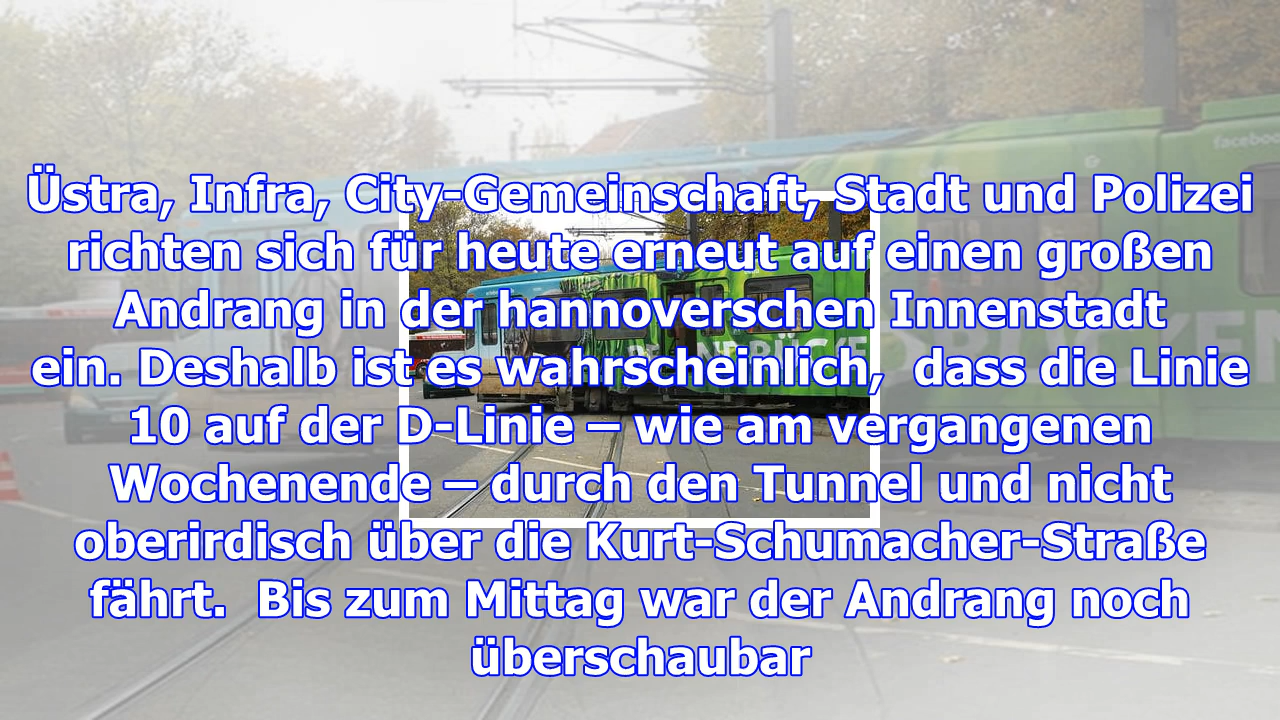 Üstra, Infra, City-Gemeinschaft, Stadt und Polizei
richten sich für heute erneut auf einen großen
Andrang in der hannoverschen Innenstadt
ein. Deshalb ist es wahrscheinlich,  dass die Linie
10 auf der D-Linie – wie am vergangenen
Wochenende – durch den Tunnel und nicht
oberirdisch über die Kurt-Schumacher-Straße
fährt.  Bis zum Mittag war der Andrang noch
überschaubar
faceboo